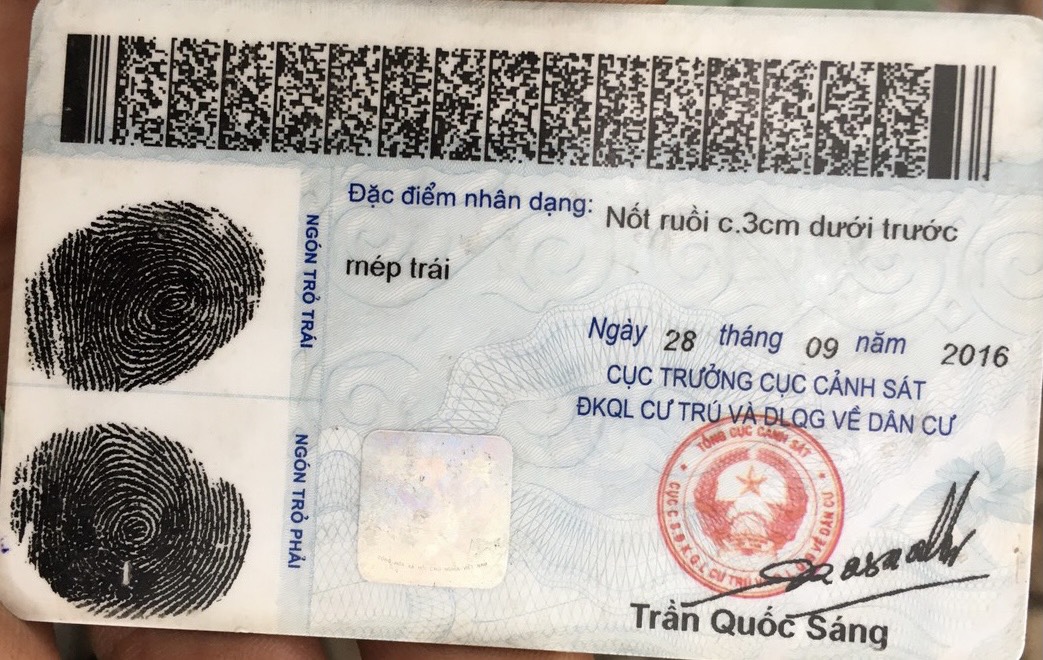 Đặc điểm nhân dạng: Nốt ruồi c.3cm dưới trước
mép trái
NGÓN TRỎ TRÁI
NGÓN TRỎ PHẢI
Ngày 28 tháng 09 năm 2016
CỤC TRƯỞNG CỤC CẢNH SÁT
ĐKQL CƯ TRÚ VÀ DLQG VỀ DÂN CƯ
TỔNG CỤC CẢNH SÁT
CỤC C.S.Đ.K.Q.L CƯ TRÚ VÀ VỀ DÂN CƯ
Trần Quốc Sáng